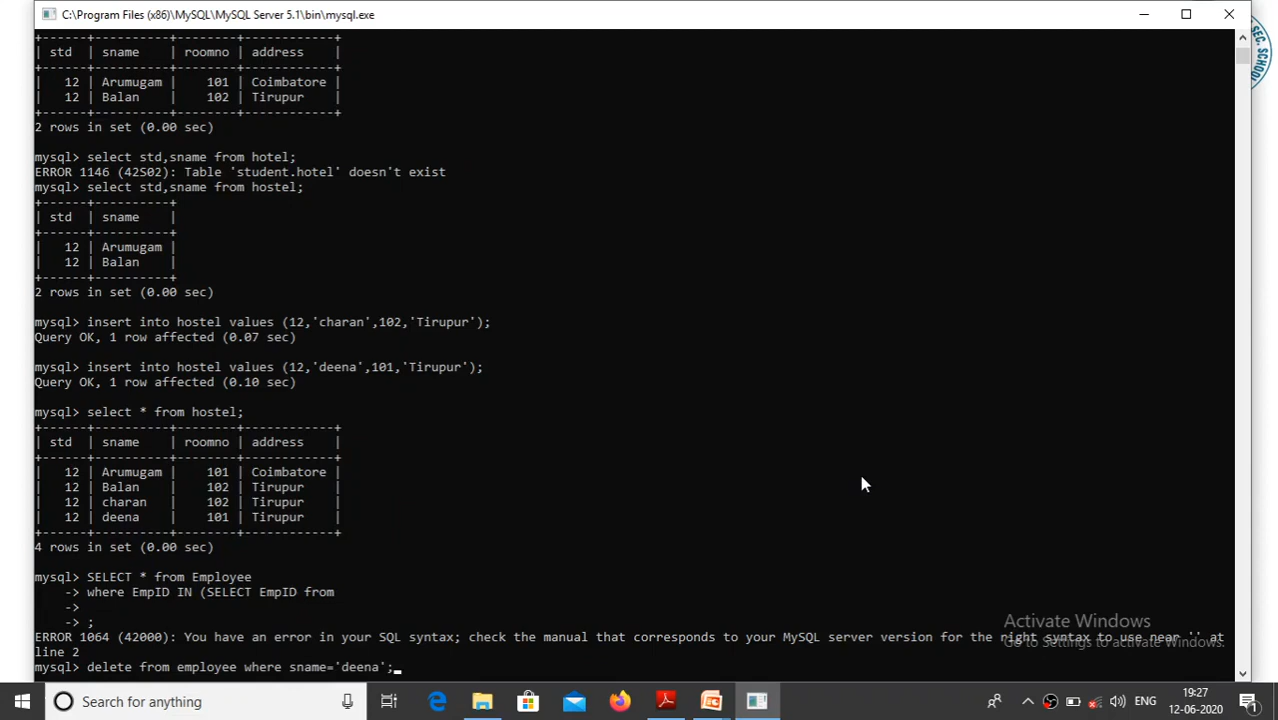 C:\Program Files (x86)\MySQL\MySQL Server 5.1\bin\mysql.exe
+------+----------+--------+------------+
| std  | sname    | roomno | address    |
+------+----------+--------+------------+
|   12 | Arumugam |    101 | Coimbatore |
|   12 | Balan    |    102 | Tirupur    |
+------+----------+--------+------------+
2 rows in set (0.00 sec)
mysql> select std,sname from hotel;
ERROR 1146 (42S02): Table 'student.hotel' doesn't exist
mysql> select std,sname from hostel;
+------+----------+
| std  | sname    |
+------+----------+
|   12 | Arumugam |
|   12 | Balan    |
+------+----------+
2 rows in set (0.00 sec)
mysql> insert into hostel values (12,'charan',102,'Tirupur');
Query OK, 1 row affected (0.07 sec)
mysql> insert into hostel values (12,'deena',101,'Tirupur');
Query OK, 1 row affected (0.10 sec)
mysql> select * from hostel;
+------+----------+--------+------------+
| std  | sname    | roomno | address    |
+------+----------+--------+------------+
|   12 | Arumugam |    101 | Coimbatore |
|   12 | Balan    |    102 | Tirupur    |
|   12 | charan   |    102 | Tirupur    |
|   12 | deena    |    101 | Tirupur    |
+------+----------+--------+------------+
4 rows in set (0.00 sec)
mysql> SELECT * from Employee
    -> where EmpID IN (SELECT EmpID from
    ->
    -> ;
ERROR 1064 (42000): You have an error in your SQL syntax; check the manual that corresponds to your MySQL server version for the right syntax to use near '' at
line 2
mysql> delete from employee where sname='deena';_
Activate Windows
Go to Settings to activate Windows.
SEC. SCHOOL
Search for anything
ENG
19:27
12-06-2020
1